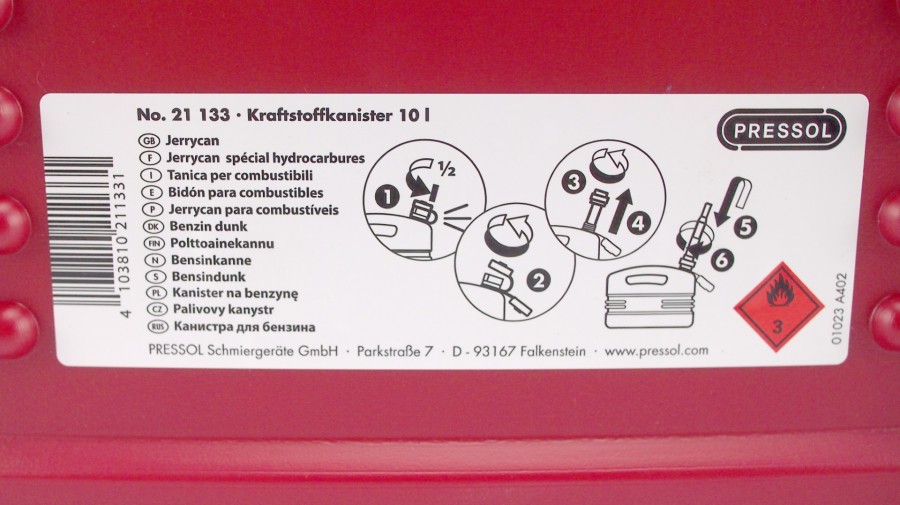 No. 21 133 · Kraftstoffkanister 10 l
PRESSOL
GB Jerrycan
F Jerrycan spécial hydrocarbures
I Tanica per combustibili
E Bidón para combustibles
P Jerrycan para combustíveis
DK Benzin dunk
FIN Polttoainekannu
N Bensinkanne
S Bensindunk
PL Kanister na benzynę
CZ Palivovy kanystr
RUS Канистра для бензина
PRESSOL Schmiergeräte GmbH · Parkstraße 7 · D - 93167 Falkenstein · www.pressol.com
4 103810 211331
1
½
2
3
4
5
6
3
01023 A402